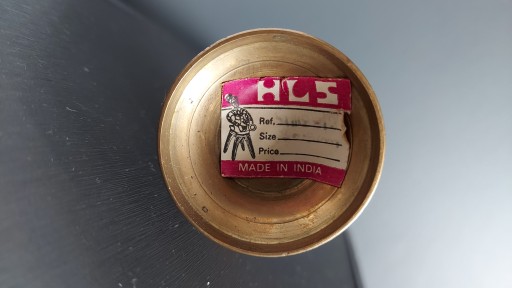 HLS
Ref.
Size
Price
MADE IN INDIA